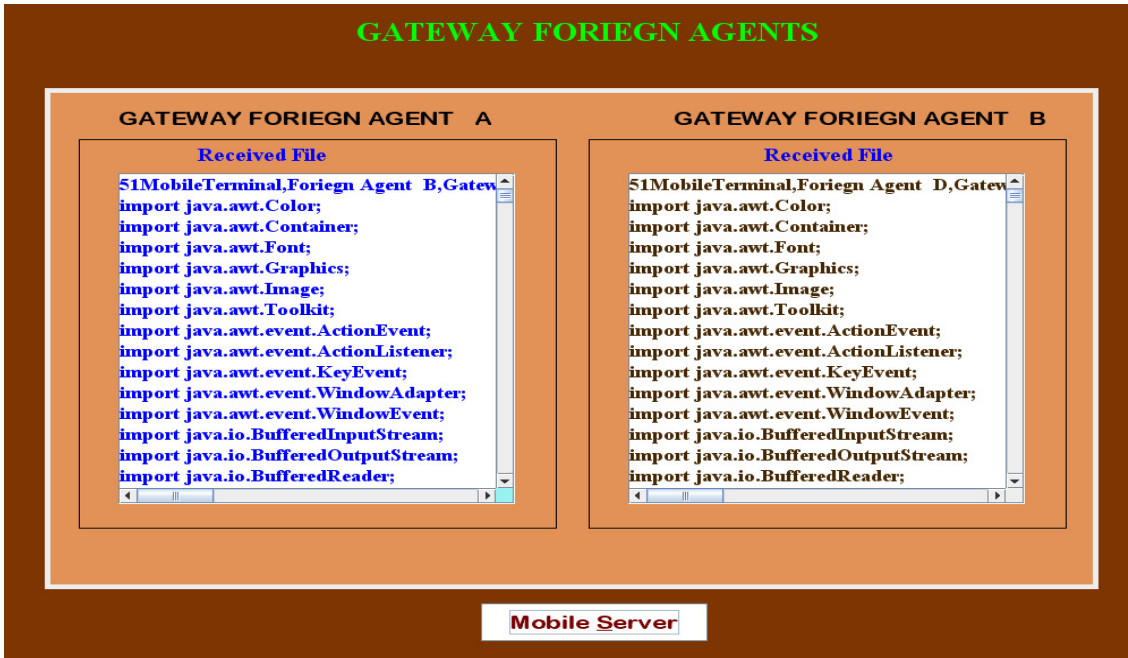 GATEWAY FORIEGN AGENTS
GATEWAY FORIEGN AGENT A
Received File
51MobileTerminal,Foriegn Agent B,Gatew
import java.awt.Color;
import java.awt.Container;
import java.awt.Font;
import java.awt.Graphics;
import java.awt.Image;
import java.awt.Toolkit;
import java.awt.event.ActionEvent;
import java.awt.event.ActionListener;
import java.awt.event.KeyEvent;
import java.awt.event.WindowAdapter;
import java.awt.event.WindowEvent;
import java.io.BufferedInputStream;
import java.io.BufferedOutputStream;
import java.io.BufferedReader;
GATEWAY FORIEGN AGENT B
Received File
51MobileTerminal,Foriegn Agent D,Gatew
import java.awt.Color;
import java.awt.Container;
import java.awt.Font;
import java.awt.Graphics;
import java.awt.Image;
import java.awt.Toolkit;
import java.awt.event.ActionEvent;
import java.awt.event.ActionListener;
import java.awt.event.KeyEvent;
import java.awt.event.WindowAdapter;
import java.awt.event.WindowEvent;
import java.io.BufferedInputStream;
import java.io.BufferedOutputStream;
import java.io.BufferedReader;
Mobile Server